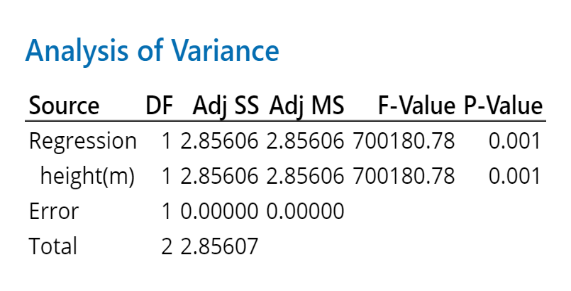 Analysis of Variance
Source DF Adj SS Adj MS F-Value P-Value
Regression 1 2.85606 2.85606 700180.78 0.001
height(m) 1 2.85606 2.85606 700180.78 0.001
Error 1 0.00000 0.00000
Total 2 2.85607